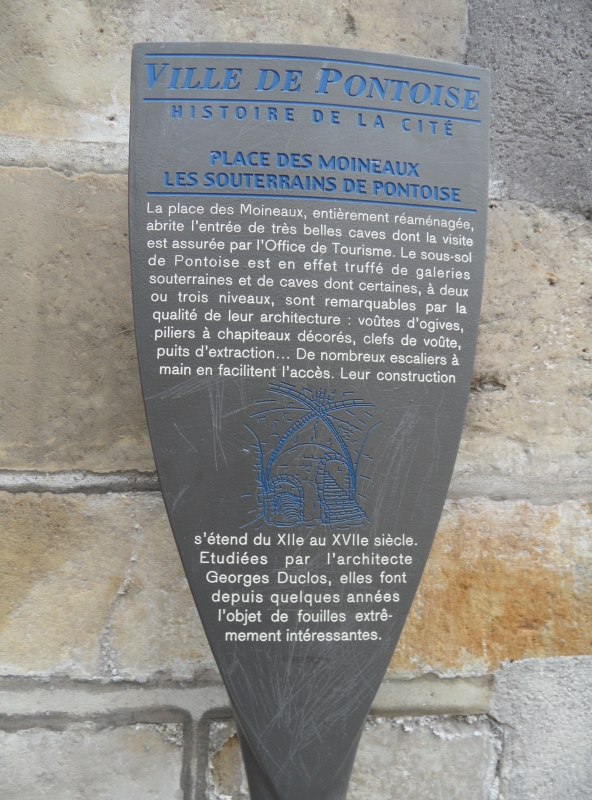 VILLE DE PONTOISE
HISTOIRE DE LA CITÉ
PLACE DES MOINEAUX
LES SOUTERRAINS DE PONTOISE
La place des Moineaux, entièrement réaménagée,
abrite l'entrée de très belles caves dont la visite
est assurée par l'Office de Tourisme. Le sous-sol
de Pontoise est en effet truffé de galeries
souterraines et de caves dont certaines, à deux
ou trois niveaux, sont remarquables par la
qualité de leur architecture : voûtes d'ogives,
piliers à chapiteaux décorés, clefs de voûte,
puits d'extraction... De nombreux escaliers à
main en facilitent l'accès. Leur construction
s'étend du XIIe au XVIIe siècle.
Etudiées par l'architecte
Georges Duclos, elles font
depuis quelques années
l'objet de fouilles extrê-
mement intéressantes.